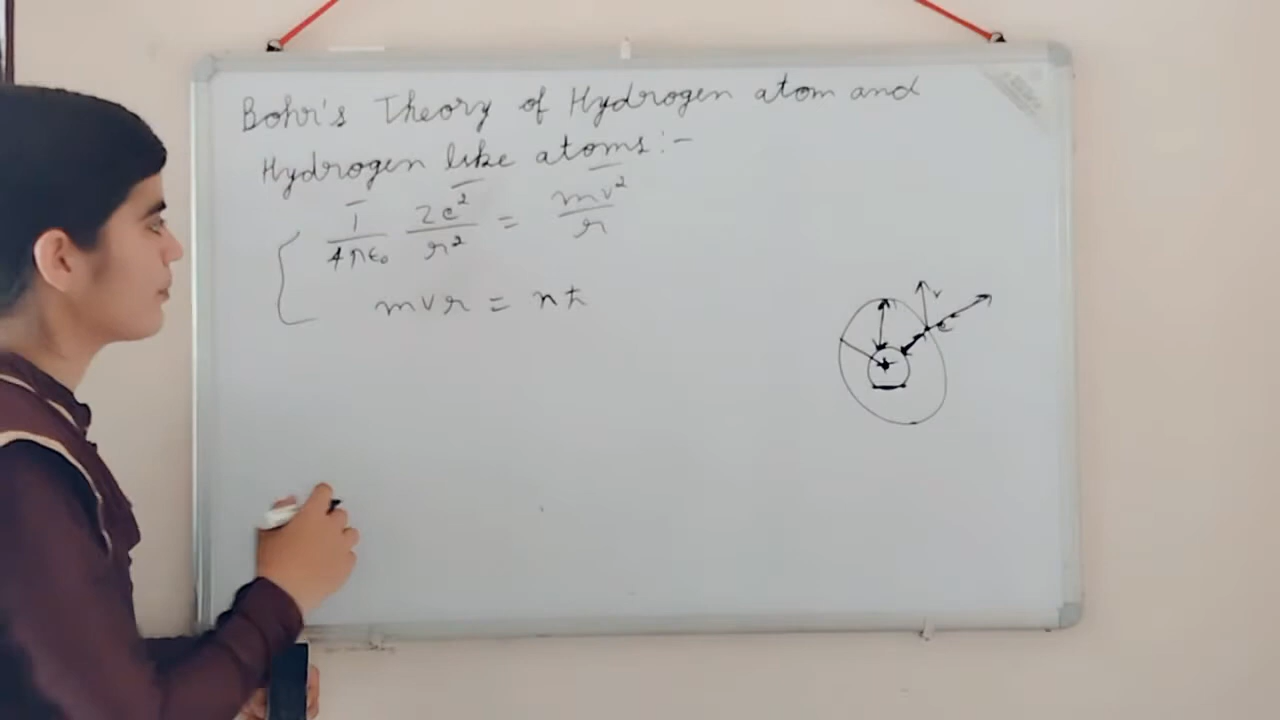 Bohr's Theory of Hydrogen atom and
Hydrogen like atoms:-
1/4πε₀ Ze²/r² = mv²/r
mvr = nħ
v
e